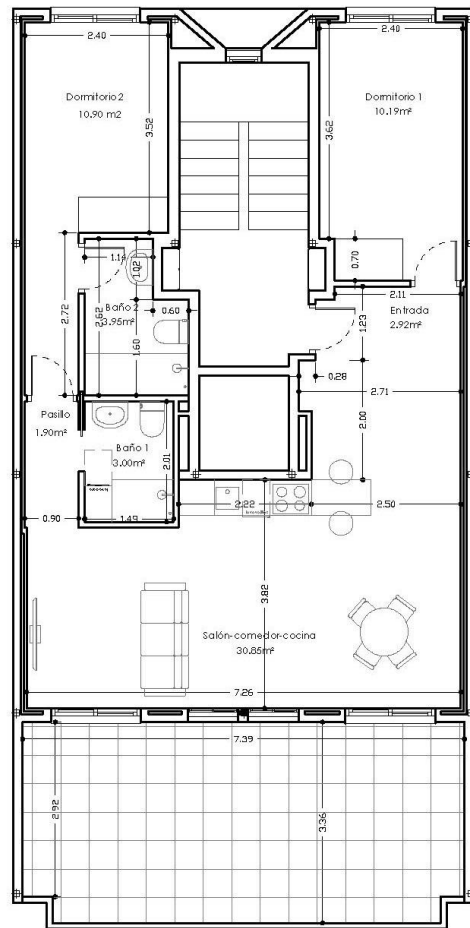 2.40
2.40
Dormitorio 2
10.90 m2
Dormitorio 1
10.19m²
3.52
3.62
1.14
1.02
0.70
2.11
Entrada
2.92m²
2.72
2.62
Baño 2
3.95m²
0.60
1.23
1.60
0.28
2.71
Pasillo
1.90m²
Baño 1
3.00m²
2.01
2.00
0.90
1.49
2.22
2.50
3.82
Salón-comedor-cocina
30.85m²
7.26
7.39
2.92
3.36